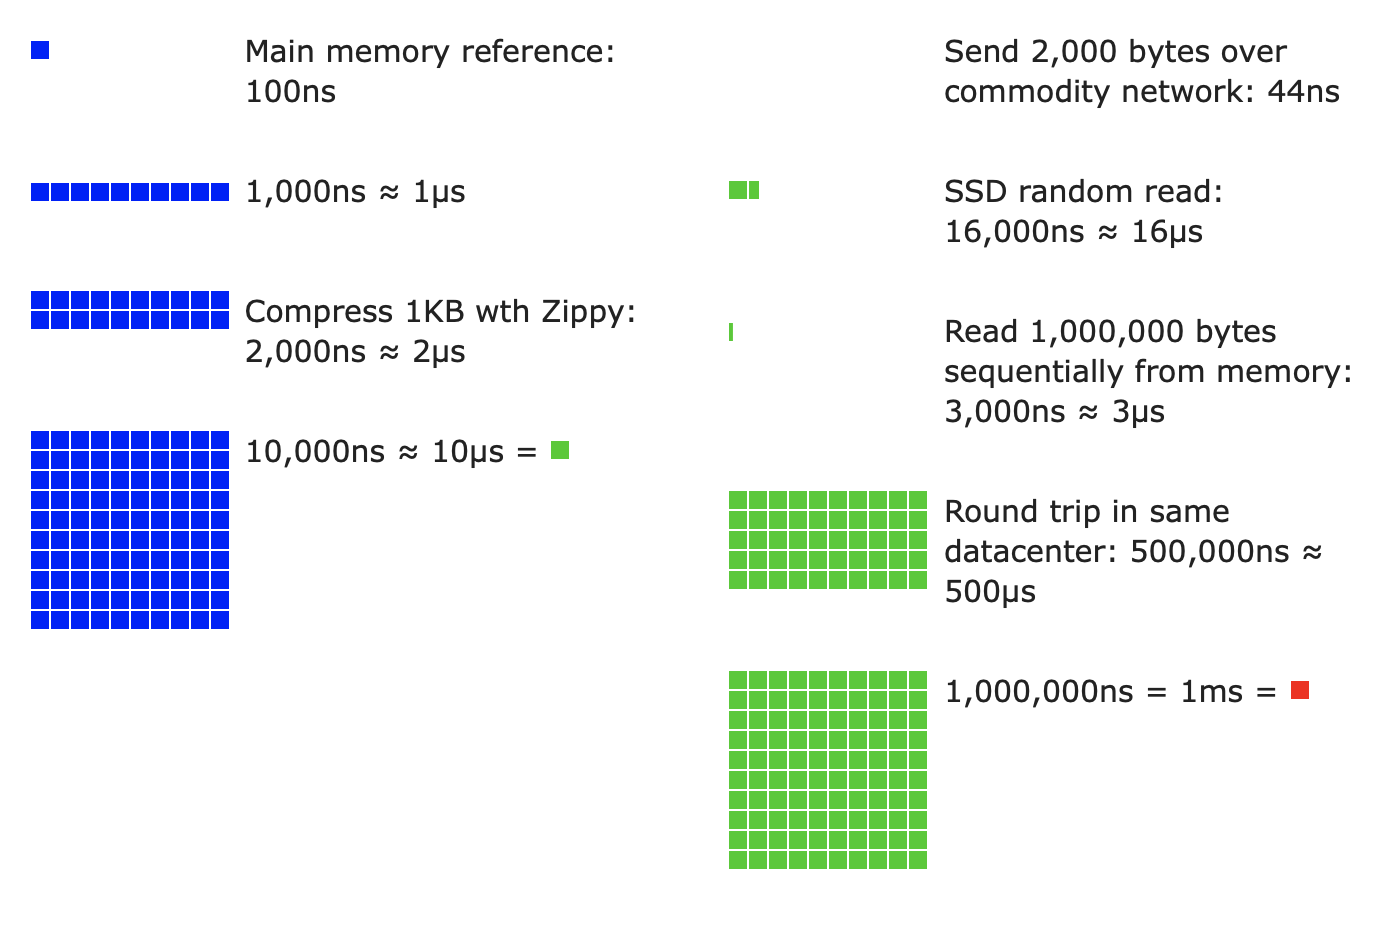 Main memory reference:
100ns
1,000ns ≈ 1μs
Compress 1KB wth Zippy:
2,000ns ≈ 2μs
10,000ns ≈ 10μs =
Send 2,000 bytes over
commodity network: 44ns
SSD random read:
16,000ns ≈ 16μs
Read 1,000,000 bytes
sequentially from memory:
3,000ns ≈ 3μs
Round trip in same
datacenter: 500,000ns ≈
500μs
1,000,000ns = 1ms =